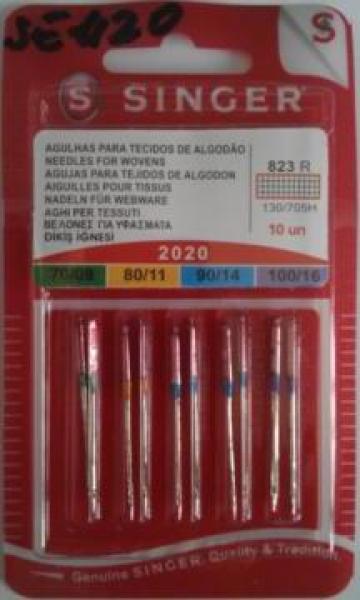 S
SINGER
AGULHAS PARA TECIDOS DE ALGODÃO
NEEDLES FOR WOVENS
AGUJAS PARA TEJIDOS DE ALGODON
AIGUILLES POUR TISSUS
NADELN FÜR WEBWARE
AGHI PER TESSUTI
ΒΕΛΟΝΕΣ ΓΙΑ ΥΦΑΣΜΑΤΑ
DIKIŞ IĞNESI
823 R
130/705H
10 un
2020
70/09 80/11 90/14 100/16
Genuine SINGER. Quality & Tradition.